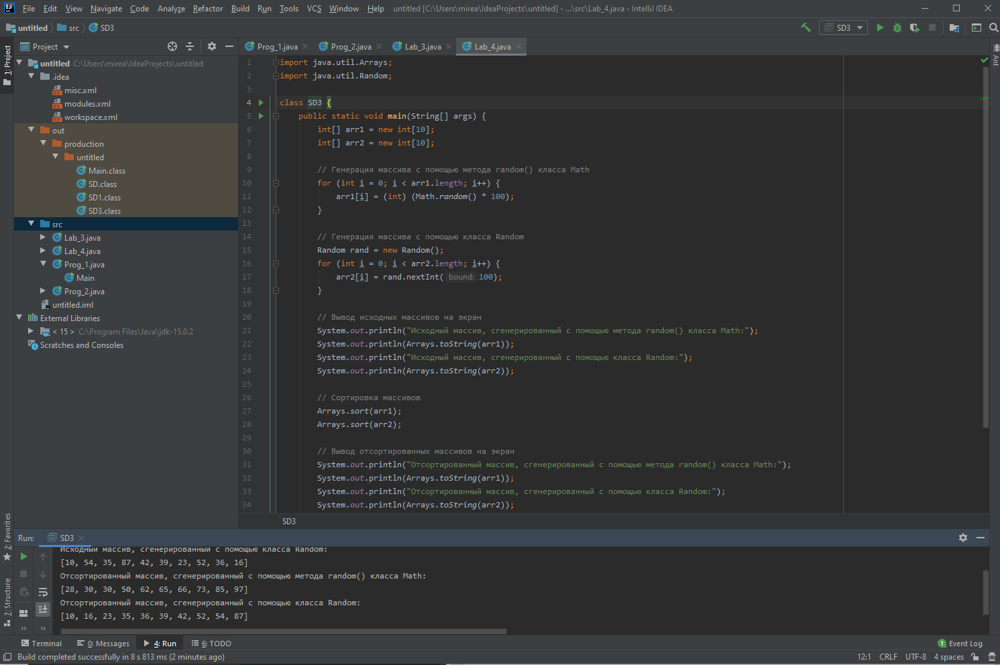 File Edit View Navigate Code Analyze Refactor Build Run Tools VCS Window Help untitled [C:\Users\mirea\IdeaProjects\untitled] - ...\src\Lab_4.java - IntelliJ IDEA
untitled src SD3
SD3
Project
Prog_1.java Prog_2.java Lab_3.java Lab_4.java
1: Project
Ant
untitled C:\Users\mirea\IdeaProjects\untitled
.idea
misc.xml
modules.xml
workspace.xml
out
production
untitled
Main.class
SD.class
SD1.class
SD3.class
src
Lab_3.java
Lab_4.java
Prog_1.java
Main
Prog_2.java
untitled.iml
External Libraries
< 15 > C:\Program Files\Java\jdk-15.0.2
Scratches and Consoles
1 import java.util.Arrays;
2 import java.util.Random;
3
4 class SD3 {
5 public static void main(String[] args) {
6 int[] arr1 = new int[10];
7 int[] arr2 = new int[10];
8
9 // Генерация массива с помощью метода random() класса Math
10 for (int i = 0; i < arr1.length; i++) {
11 arr1[i] = (int) (Math.random() * 100);
12 }
13
14 // Генерация массива с помощью класса Random
15 Random rand = new Random();
16 for (int i = 0; i < arr2.length; i++) {
17 arr2[i] = rand.nextInt( bound: 100);
18 }
19
20 // Вывод исходных массивов на экран
21 System.out.println("Исходный массив, сгенерированный с помощью метода random() класса Math:");
22 System.out.println(Arrays.toString(arr1));
23 System.out.println("Исходный массив, сгенерированный с помощью класса Random:");
24 System.out.println(Arrays.toString(arr2));
25
26 // Сортировка массивов
27 Arrays.sort(arr1);
28 Arrays.sort(arr2);
29
30 // Вывод отсортированных массивов на экран
31 System.out.println("Отсортированный массив, сгенерированный с помощью метода random() класса Math:");
32 System.out.println(Arrays.toString(arr1));
33 System.out.println("Отсортированный массив, сгенерированный с помощью класса Random:");
34 System.out.println(Arrays.toString(arr2));
SD3
2: Favorites
7: Structure
Run: SD3
Исходный массив, сгенерированный с помощью класса Random:
[10, 54, 35, 87, 42, 39, 23, 52, 36, 16]
Отсортированный массив, сгенерированный с помощью метода random() класса Math:
[28, 30, 30, 50, 62, 65, 66, 73, 85, 97]
Отсортированный массив, сгенерированный с помощью класса Random:
[10, 16, 23, 35, 36, 39, 42, 52, 54, 87]
Terminal 0: Messages 4: Run 6: TODO 1 Event Log
Build completed successfully in 8 s 813 ms (2 minutes ago) 12:1 CRLF UTF-8 4 spaces